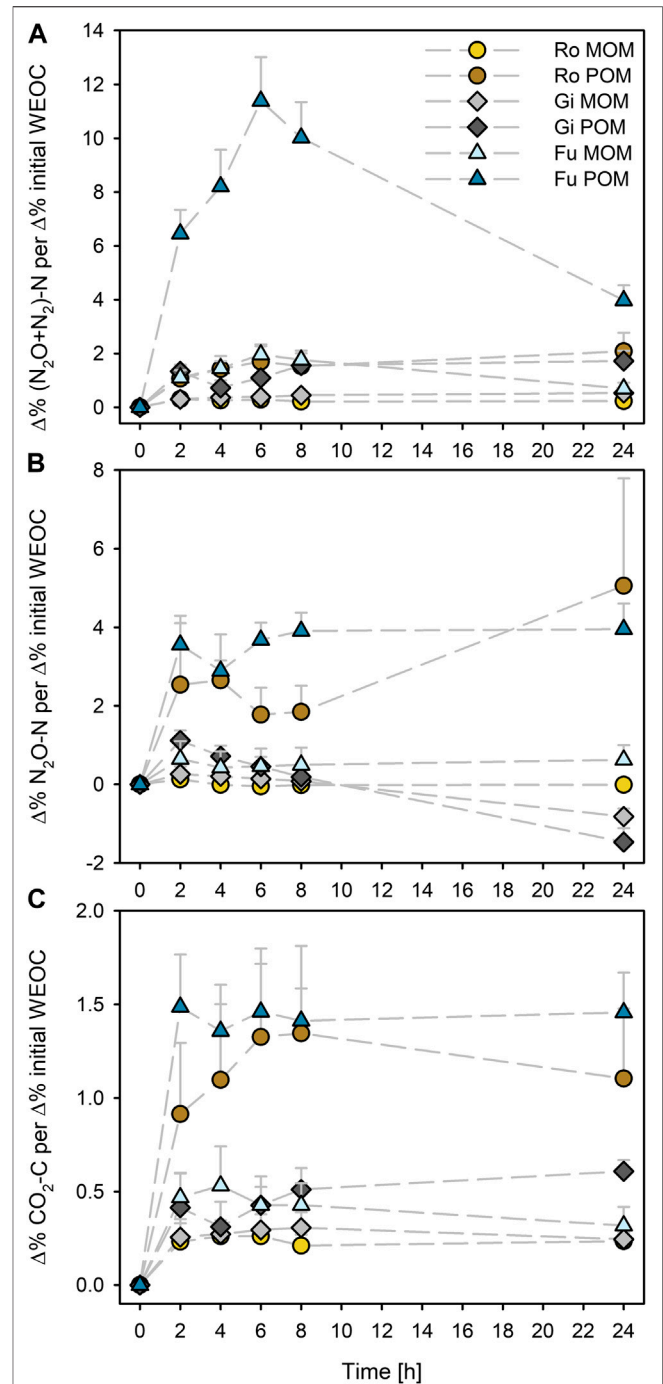 A
Δ% (N₂O+N₂)-N per Δ% initial WEOC
14
12
10
8
6
4
2
0
Ro MOM
Ro POM
Gi MOM
Gi POM
Fu MOM
Fu POM
0 2 4 6 8 10 12 14 16 18 20 22 24
B
Δ% N₂O-N per Δ% initial WEOC
8
6
4
2
0
-2
0 2 4 6 8 10 12 14 16 18 20 22 24
C
Δ% CO₂-C per Δ% initial WEOC
2.0
1.5
1.0
0.5
0.0
0 2 4 6 8 10 12 14 16 18 20 22 24
Time [h]